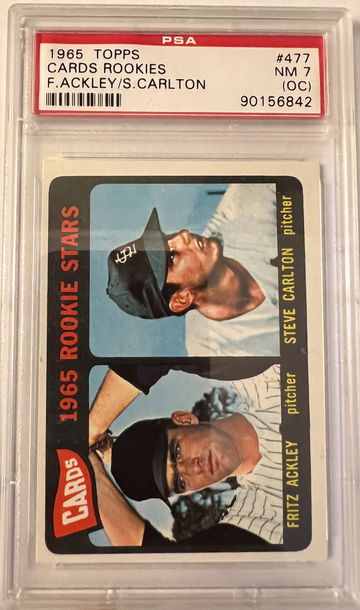 PSA
1965 TOPPS #477
CARDS ROOKIES NM 7
F.ACKLEY/S.CARLTON (OC)
90156842
1965 ROOKIE STARS
CARDS
STL
STEVE CARLTON pitcher
FRITZ ACKLEY pitcher